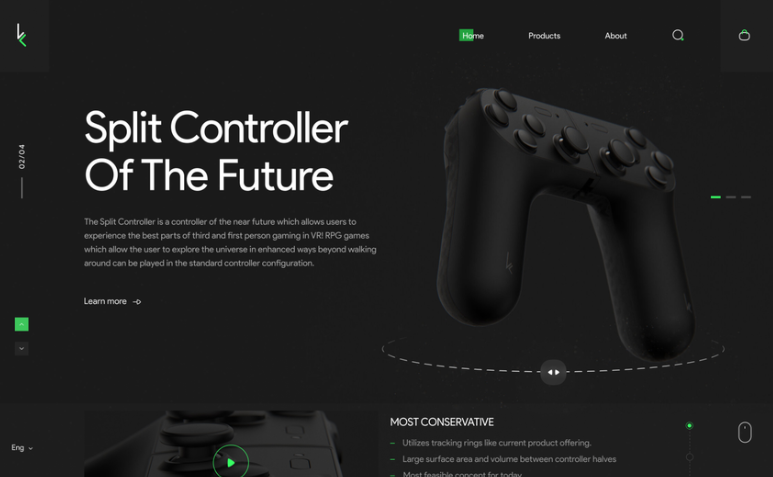 Home
Products
About
02/04
Split Controller
Of The Future
The Split Controller is a controller of the near future which allows users to
experience the best parts of third and first person gaming in VR! RPG games
which allow the user to explore the universe in enhanced ways beyond walking
around can be played in the standard controller configuration.
Learn more
MOST CONSERVATIVE
– Utilizes tracking rings like current product offering.
– Large surface area and volume between controller halves
– Most feasible concept for today
Eng